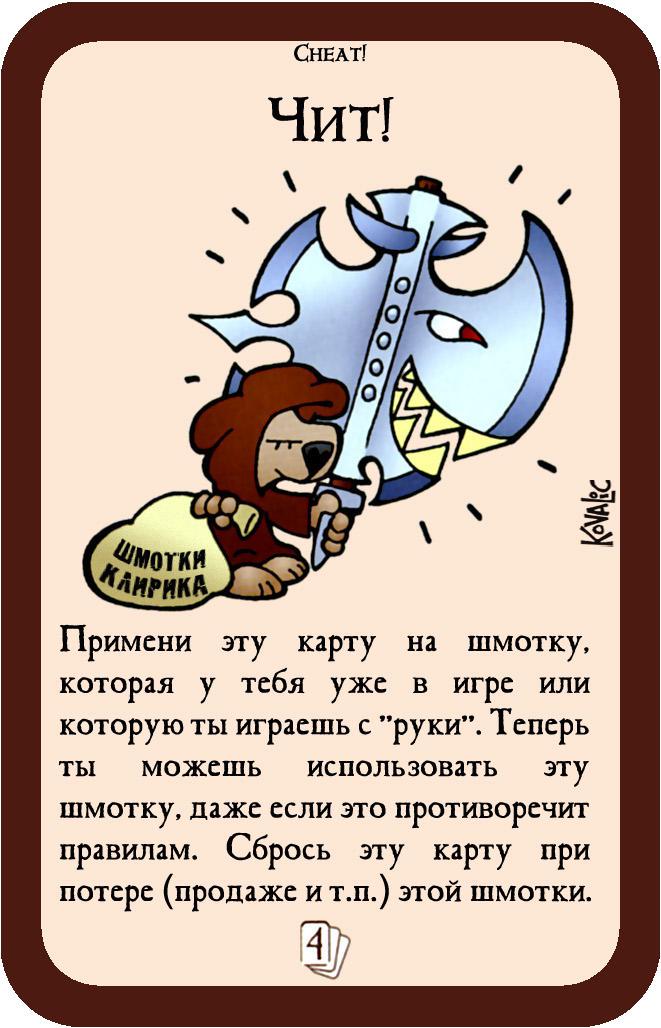 Cheat!
Чит!
Kovalic
ШМОТКИ
КЛИРИКА
Примени эту карту на шмотку,
которая у тебя уже в игре или
которую ты играешь с "руки". Теперь
ты можешь использовать эту
шмотку, даже если это противоречит
правилам. Сбрось эту карту при
потере (продаже и т.п.) этой шмотки.
4